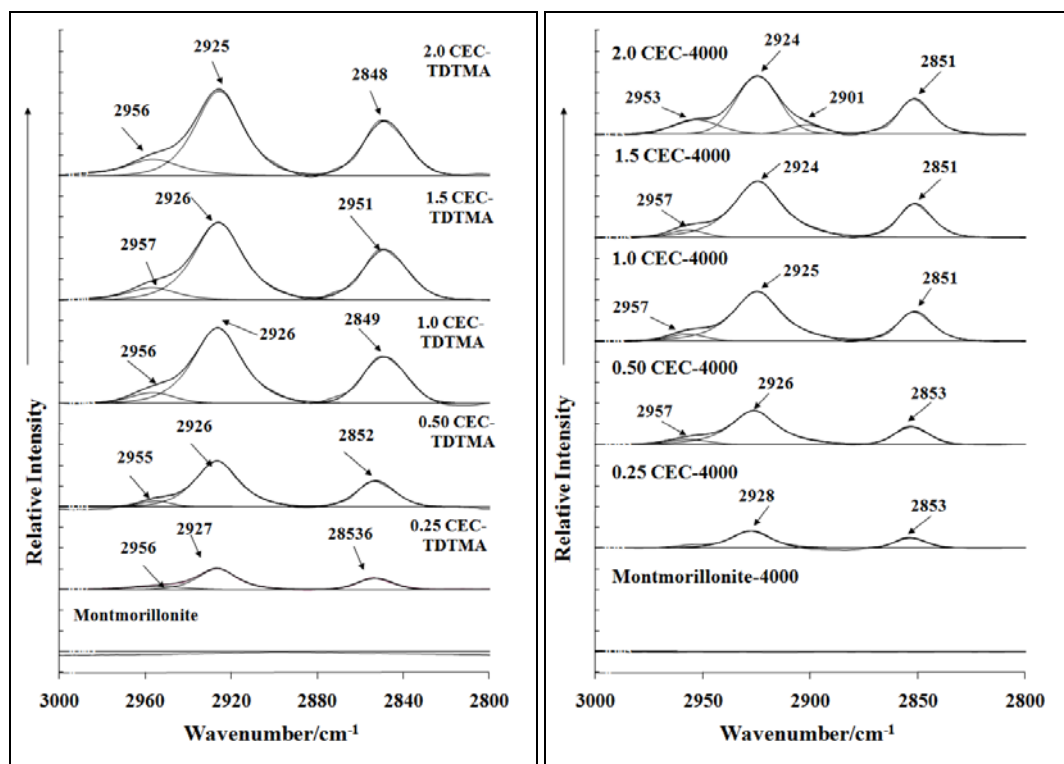 2.0 CEC-
TDTMA
2925
2848
2956
1.5 CEC-
TDTMA
2926
2951
2957
1.0 CEC-
TDTMA
2926
2849
2956
0.50 CEC-
TDTMA
2926
2852
2955
0.25 CEC-
TDTMA
2927
28536
2956
Montmorillonite
Relative Intensity
3000 2960 2920 2880 2840 2800
Wavenumber/cm-1
2.0 CEC-4000
2924
2851
2953
2901
1.5 CEC-4000
2924
2851
2957
1.0 CEC-4000
2925
2851
2957
0.50 CEC-4000
2926
2853
2957
0.25 CEC-4000
2928
2853
Montmorillonite-4000
Relative Intensity
3000 2950 2900 2850 2800
Wavenumber/cm-1